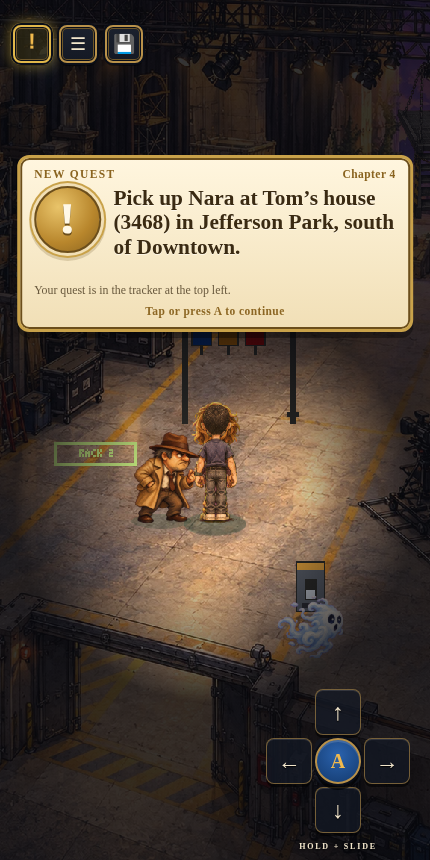 !
NEW QUEST
Chapter 4
!
Pick up Nara at Tom’s house
(3468) in Jefferson Park, south
of Downtown.
Your quest is in the tracker at the top left.
Tap or press A to continue
RACK 2
↑
← A →
↓
HOLD + SLIDE